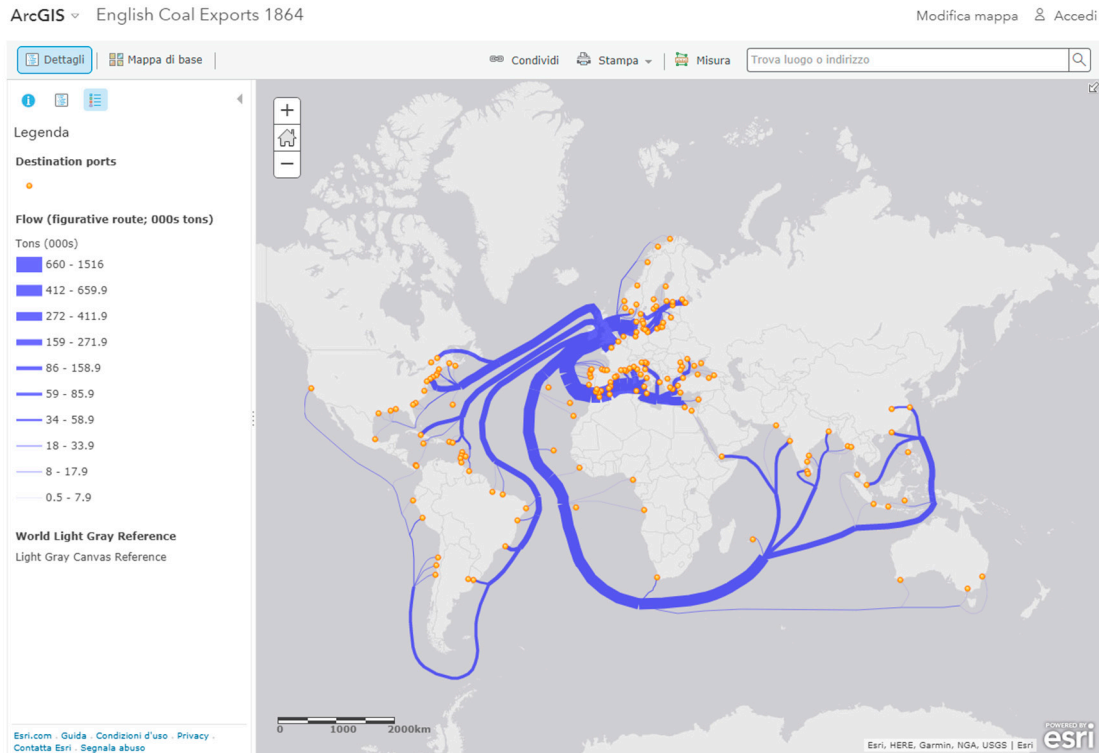 ArcGIS English Coal Exports 1864 Modifica mappa Accedi
Dettagli Mappa di base Condividi Stampa Misura Trova luogo o indirizzo
Legenda
Destination ports
Flow (figurative route; 000s tons)
Tons (000s)
660 - 1516
412 - 659.9
272 - 411.9
159 - 271.9
86 - 158.9
59 - 85.9
34 - 58.9
18 - 33.9
8 - 17.9
0.5 - 7.9
World Light Gray Reference
Light Gray Canvas Reference
Esri.com . Guida . Condizioni d'uso . Privacy .
Contatta Esri . Segnala abuso
+
−
0 1000 2000km
Esri, HERE, Garmin, NGA, USGS | Esri
POWERED BY
esri